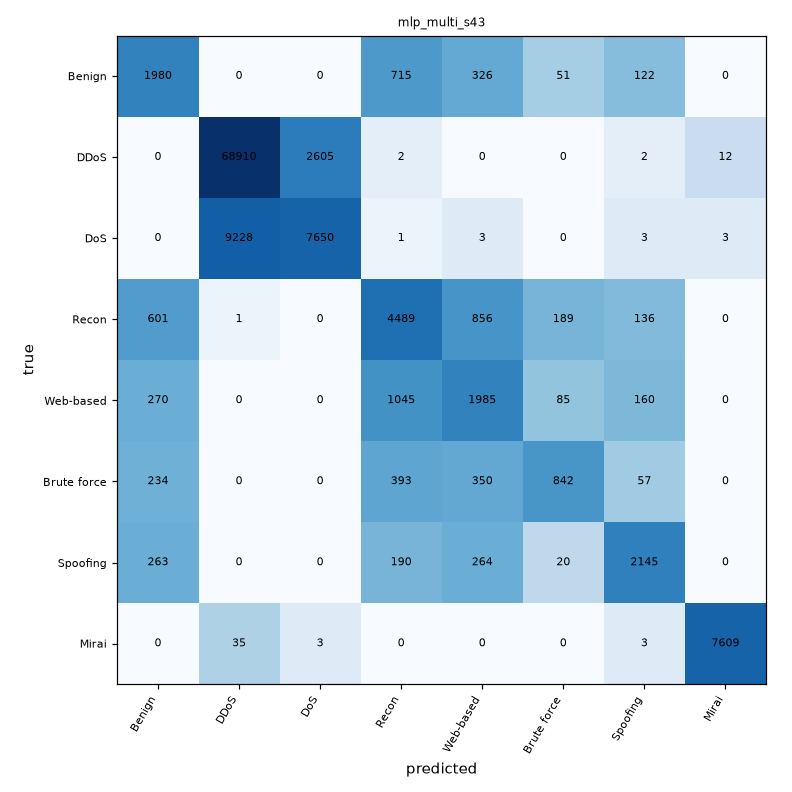 mlp_multi_s43
Benign 1980 0 0 715 326 51 122 0
DDoS 0 68910 2605 2 0 0 2 12
DoS 0 9228 7650 1 3 0 3 3
Recon 601 1 0 4489 856 189 136 0
Web-based 270 0 0 1045 1985 85 160 0
Brute force 234 0 0 393 350 842 57 0
Spoofing 263 0 0 190 264 20 2145 0
Mirai 0 35 3 0 0 0 3 7609
true
Benign DDoS DoS Recon Web-based Brute force Spoofing Mirai
predicted